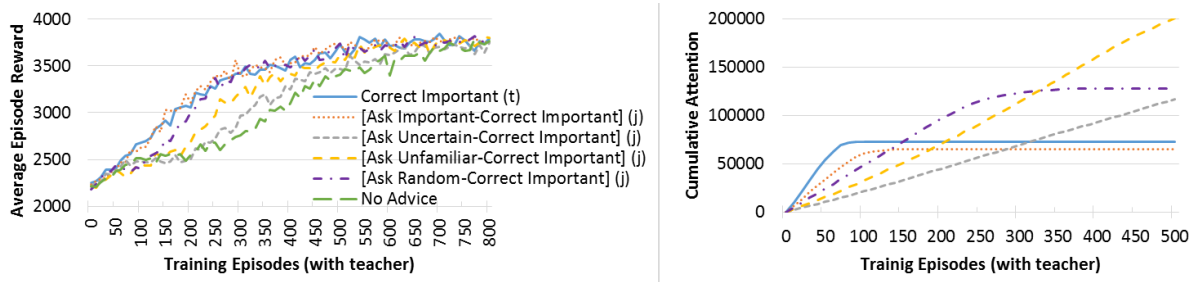 Average Episode Reward
4000
3500
3000
2500
2000
0
50
100
150
200
250
300
350
400
450
500
550
600
650
700
750
800
Training Episodes (with teacher)
Correct Important (t)
[Ask Important-Correct Important] (j)
[Ask Uncertain-Correct Important] (j)
[Ask Unfamiliar-Correct Important] (j)
[Ask Random-Correct Important] (j)
No Advice
Cumulative Attention
200000
150000
100000
50000
0
0 50 100 150 200 250 300 350 400 450 500
Trainig Episodes (with teacher)